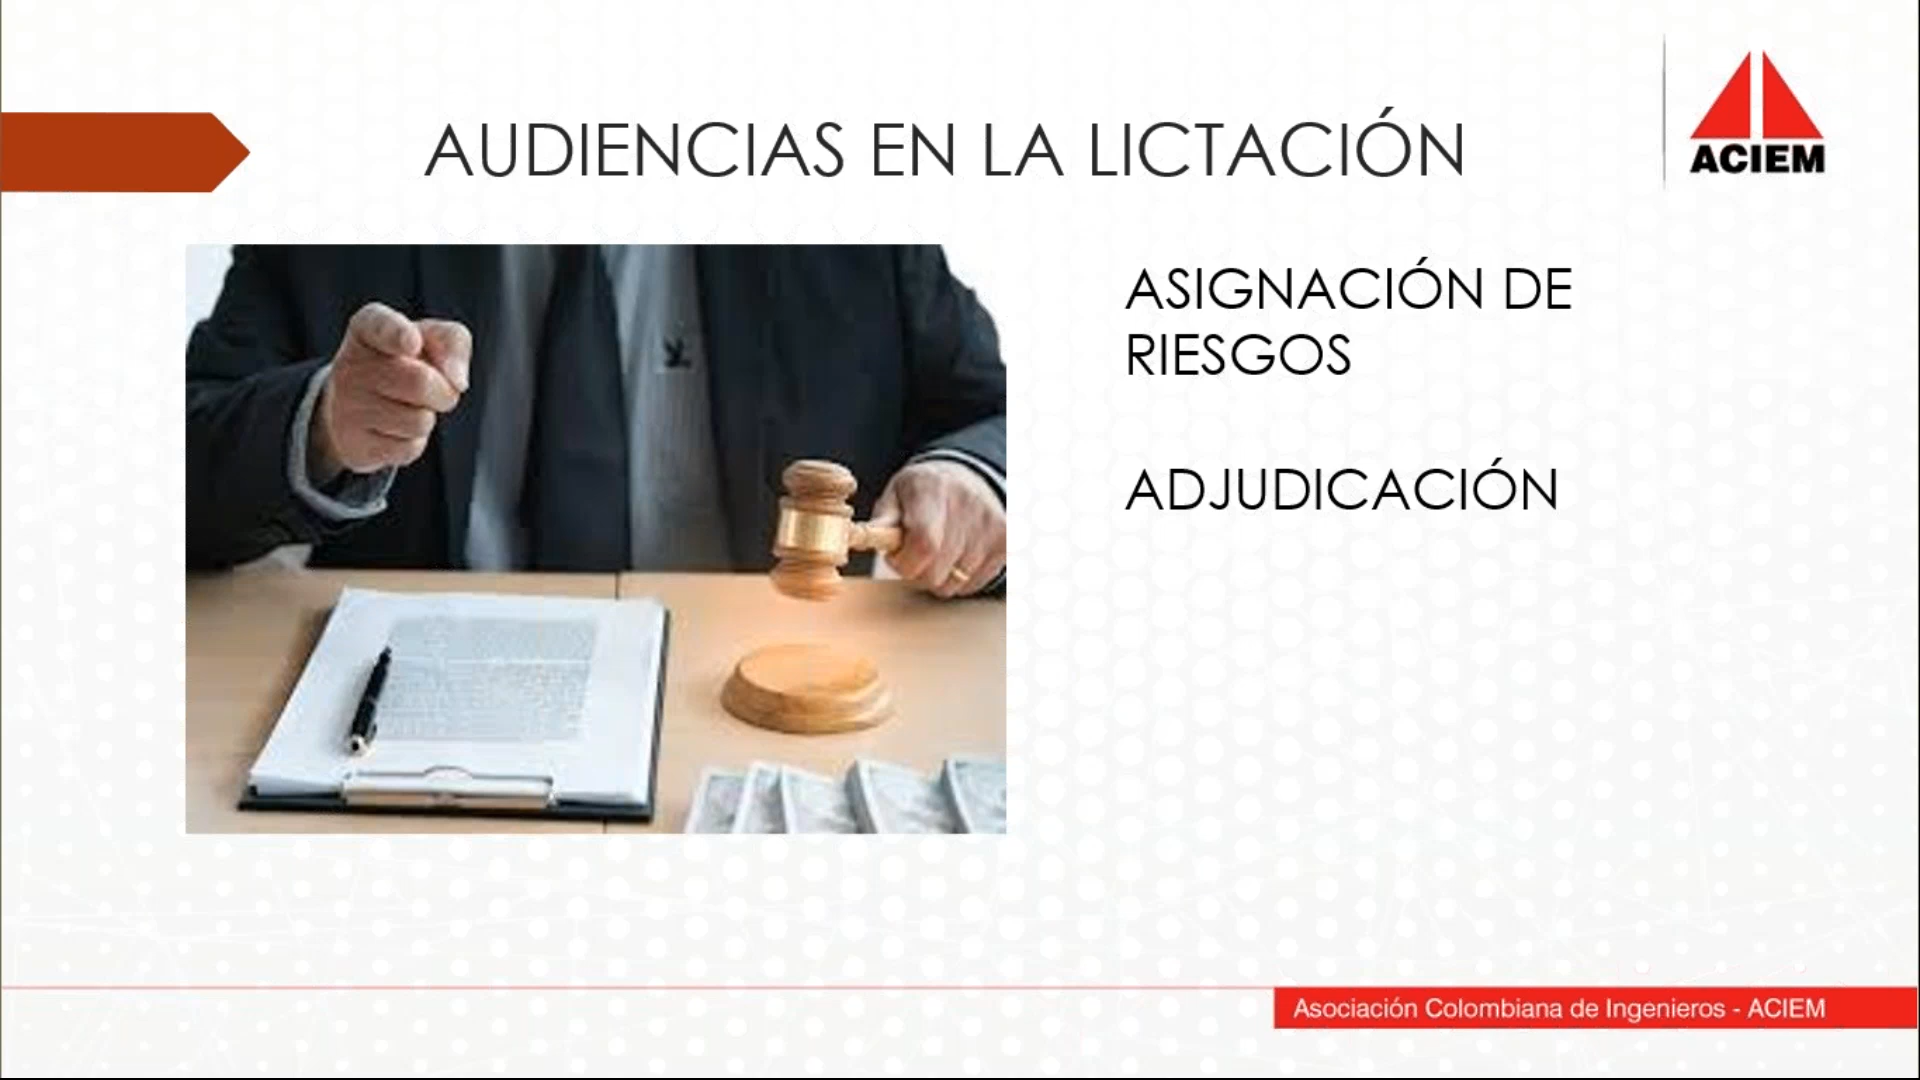 AUDIENCIAS EN LA LICTACIÓN
ACIEM
ASIGNACIÓN DE
RIESGOS
ADJUDICACIÓN
Asociación Colombiana de Ingenieros - ACIEM